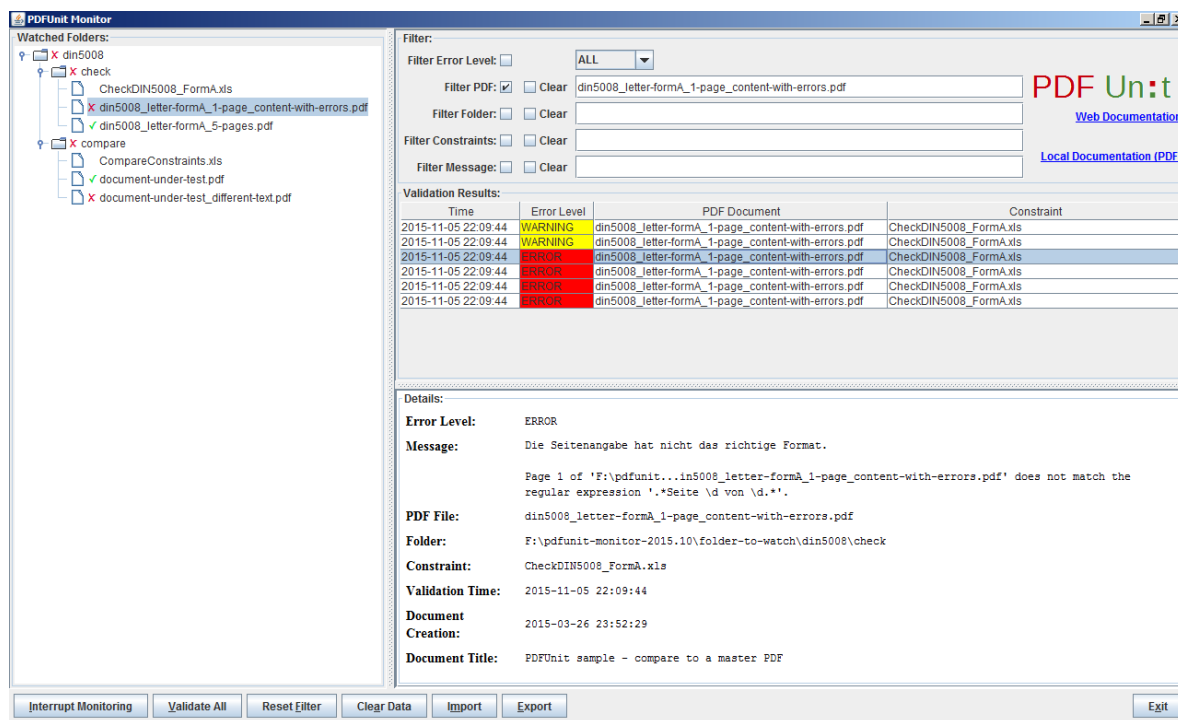 PDFUnit Monitor
Watched Folders:
din5008
check
CheckDIN5008_FormA.xls
din5008_letter-formA_1-page_content-with-errors.pdf
din5008_letter-formA_5-pages.pdf
compare
CompareConstraints.xls
document-under-test.pdf
document-under-test_different-text.pdf
Filter:
Filter Error Level: ALL
Filter PDF: Clear din5008_letter-formA_1-page_content-with-errors.pdf
Filter Folder: Clear
Filter Constraints: Clear
Filter Message: Clear
PDF Un:t
Web Documentation
Local Documentation (PDF
Validation Results:
Time Error Level PDF Document Constraint
2015-11-05 22:09:44 WARNING din5008_letter-formA_1-page_content-with-errors.pdf CheckDIN5008_FormA.xls
2015-11-05 22:09:44 WARNING din5008_letter-formA_1-page_content-with-errors.pdf CheckDIN5008_FormA.xls
2015-11-05 22:09:44 ERROR din5008_letter-formA_1-page_content-with-errors.pdf CheckDIN5008_FormA.xls
2015-11-05 22:09:44 ERROR din5008_letter-formA_1-page_content-with-errors.pdf CheckDIN5008_FormA.xls
2015-11-05 22:09:44 ERROR din5008_letter-formA_1-page_content-with-errors.pdf CheckDIN5008_FormA.xls
2015-11-05 22:09:44 ERROR din5008_letter-formA_1-page_content-with-errors.pdf CheckDIN5008_FormA.xls
Details:
Error Level: ERROR
Message: Die Seitenangabe hat nicht das richtige Format.
Page 1 of 'F:\pdfunit...in5008_letter-formA_1-page_content-with-errors.pdf' does not match the
regular expression '.*Seite \d von \d.*'.
PDF File: din5008_letter-formA_1-page_content-with-errors.pdf
Folder: F:\pdfunit-monitor-2015.10\folder-to-watch\din5008\check
Constraint: CheckDIN5008_FormA.xls
Validation Time: 2015-11-05 22:09:44
Document
Creation: 2015-03-26 23:52:29
Document Title: PDFUnit sample - compare to a master PDF
Interrupt Monitoring Validate All Reset Filter Clear Data Import Export Exit